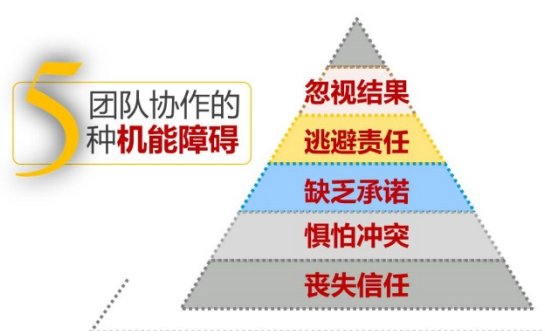 5
团队协作的
种机能障碍
忽视结果
逃避责任
缺乏承诺
惧怕冲突
丧失信任